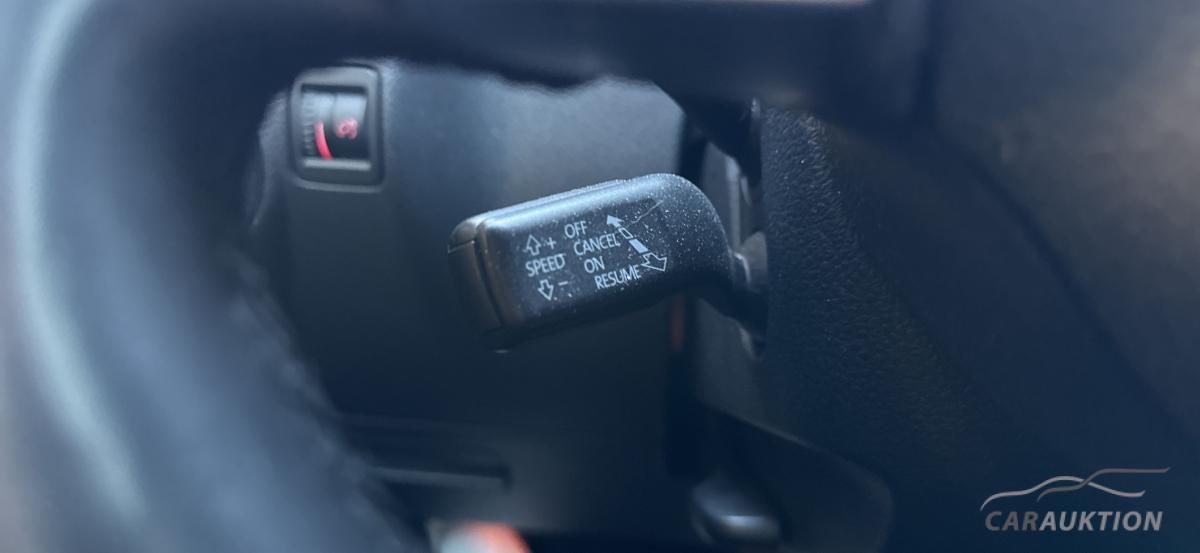 + OFF
SPEED CANCEL
ON
− RESUME
CARAUKTION